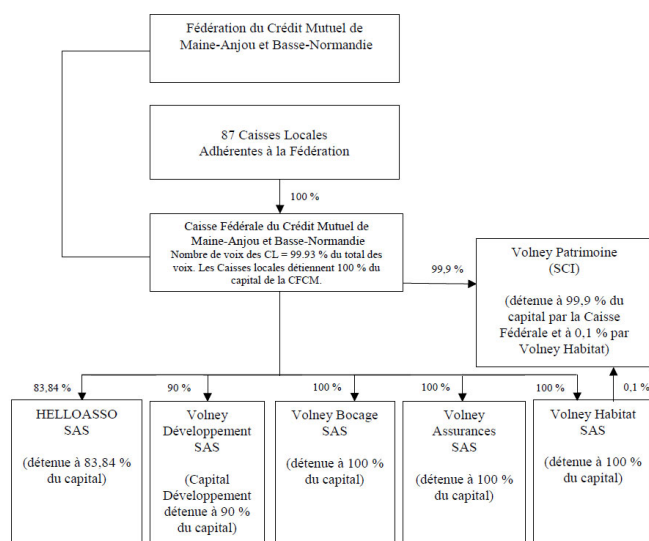 Fédération du Crédit Mutuel de
Maine-Anjou et Basse-Normandie
87 Caisses Locales
Adhérentes à la Fédération
100 %
Caisse Fédérale du Crédit Mutuel de
Maine-Anjou et Basse-Normandie
Nombre de voix des CL = 99.93 % du total des
voix. Les Caisses locales détiennent 100 % du
capital de la CFCM.
99,9 %
Volney Patrimoine
(SCI)
(détenue à 99,9 % du
capital par la Caisse
Fédérale et à 0,1 % par
Volney Habitat)
83,84 %
90 %
100 %
100 %
100 %
0,1 %
HELLOASSO
SAS
(détenue à 83,84 %
du capital)
Volney
Développement
SAS
(Capital
Développement
détenue à 90 %
du capital)
Volney Bocage
SAS
(détenue à 100 %
du capital)
Volney
Assurances
SAS
(détenue à 100 %
du capital)
Volney Habitat
SAS
(détenue à 100 %
du capital)